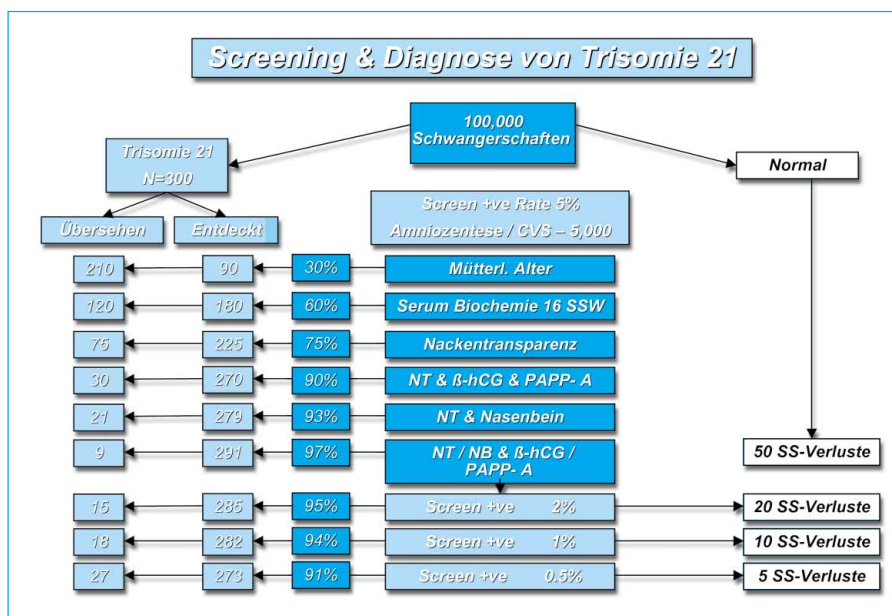 Screening & Diagnose von Trisomie 21
100,000
Schwangerschaften
Trisomie 21
N=300
Normal
Übersehen
Entdeckt
Screen +ve Rate 5%
Amniozentese / CVS – 5,000
210
90
30%
Mütterl. Alter
120
180
60%
Serum Biochemie 16 SSW
75
225
75%
Nackentransparenz
30
270
90%
NT & ß-hCG & PAPP- A
21
279
93%
NT & Nasenbein
9
291
97%
NT / NB & ß-hCG /
PAPP- A
50 SS-Verluste
15
285
95%
Screen +ve 2%
20 SS-Verluste
18
282
94%
Screen +ve 1%
10 SS-Verluste
27
273
91%
Screen +ve 0.5%
5 SS-Verluste